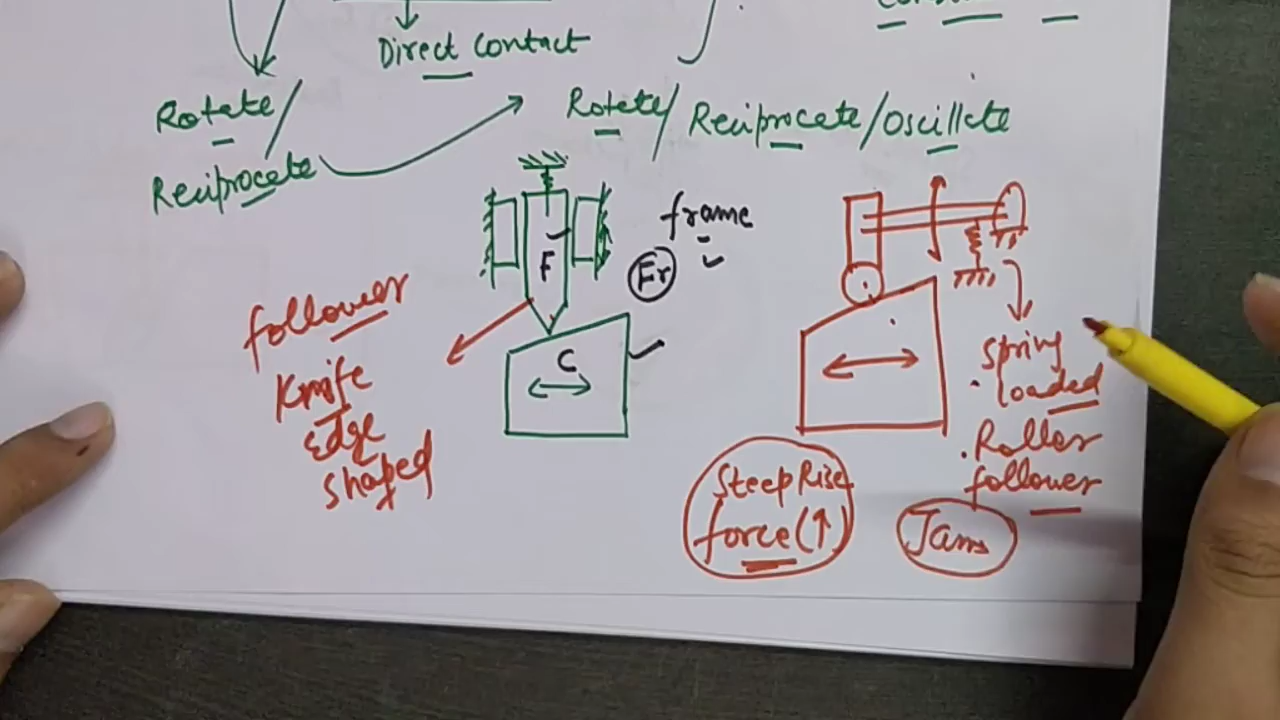 Direct Contact
Rotate/
Reciprocate
Rotate/Reciprocate/Oscillate
frame
Fr
F
C
follower
Knife
Edge
shaped
spring
loaded
Roller
follower
Steep Rise
force(↑)
Jams